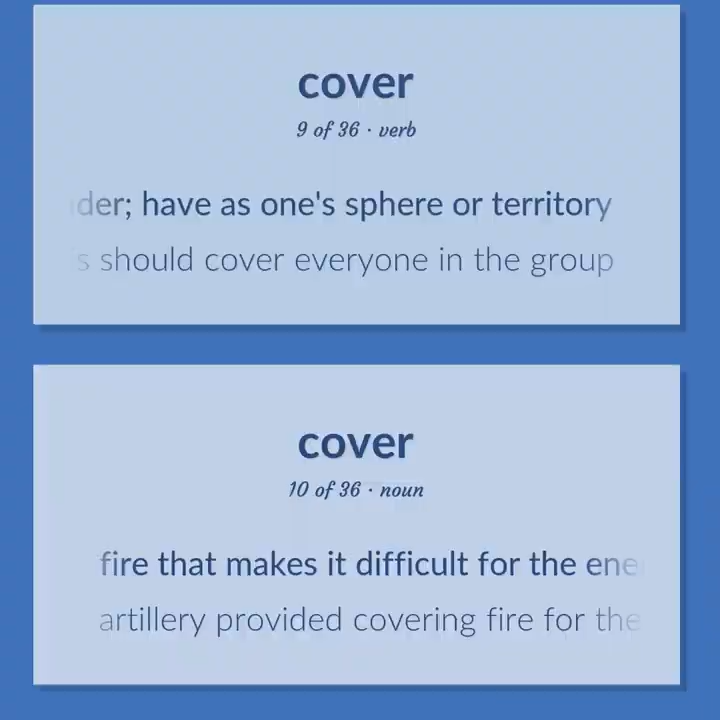 cover
9 of 36 · verb
der; have as one's sphere or territory
s should cover everyone in the group
cover
10 of 36 · noun
fire that makes it difficult for the ene
artillery provided covering fire for the